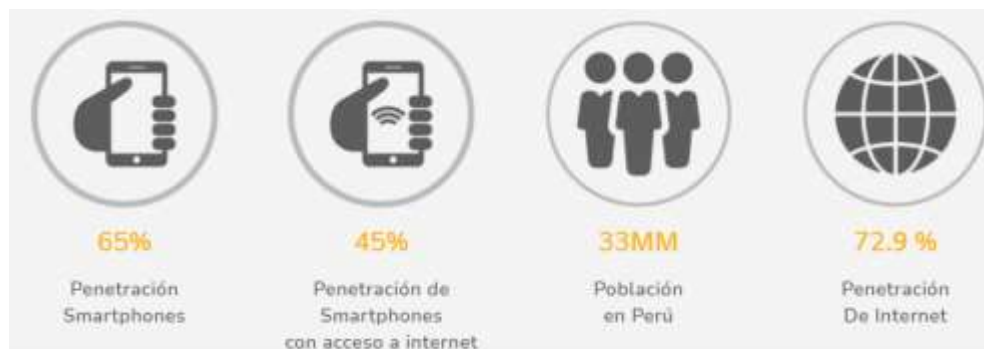 65%
Penetración
Smartphones
45%
Penetración de
Smartphones
con acceso a internet
33MM
Población
en Perú
72.9 %
Penetración
De Internet